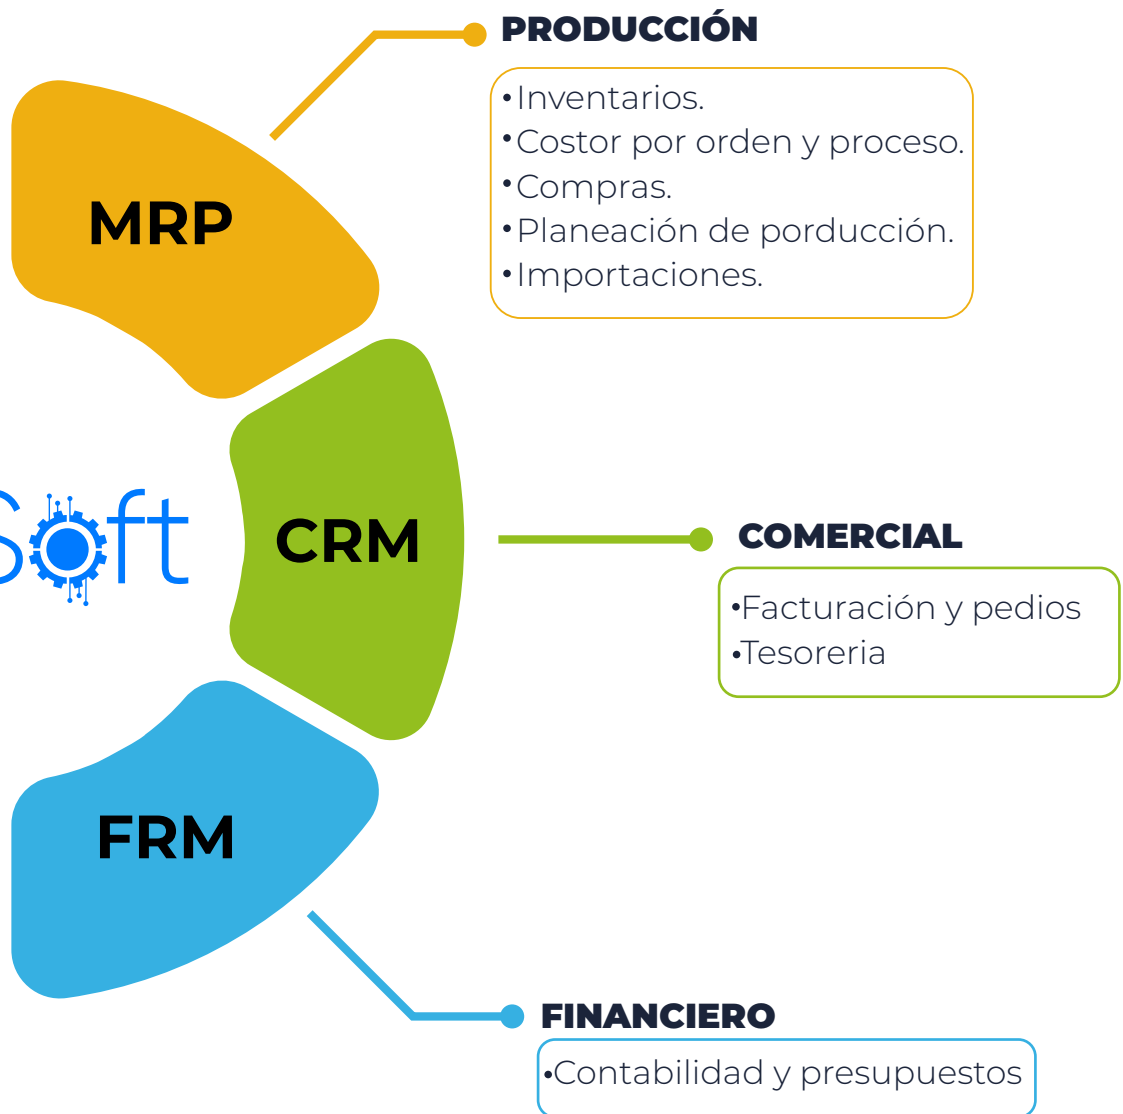 PRODUCCIÓN
•Inventarios.
•Costor por orden y proceso.
•Compras.
•Planeación de porducción.
•Importaciones.
MRP
Soft
CRM
COMERCIAL
•Facturación y pedios
•Tesoreria
FRM
FINANCIERO
•Contabilidad y presupuestos